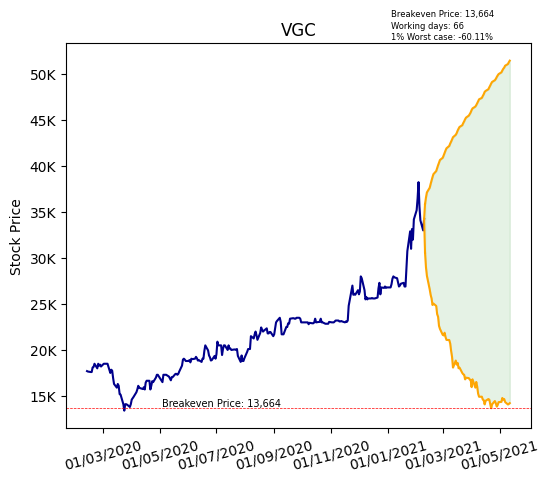 Breakeven Price: 13,664
Working days: 66
1% Worst case: -60.11%
VGC
Stock Price
50K
45K
40K
35K
30K
25K
20K
15K
Breakeven Price: 13,664
01/03/2020 01/05/2020 01/07/2020 01/09/2020 01/11/2020 01/01/2021 01/03/2021 01/05/2021